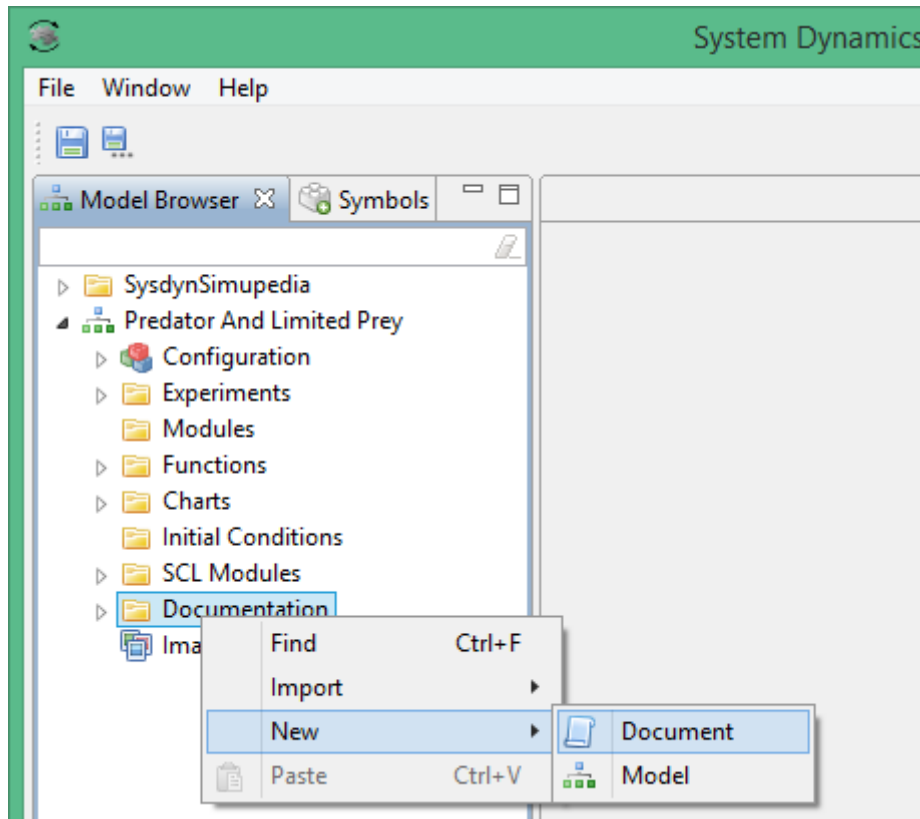 System Dynamics
File Window Help
Model Browser Symbols
SysdynSimupedia
Predator And Limited Prey
Configuration
Experiments
Modules
Functions
Charts
Initial Conditions
SCL Modules
Documentation
Ima
Find Ctrl+F
Import
New
Document
Paste Ctrl+V
Model